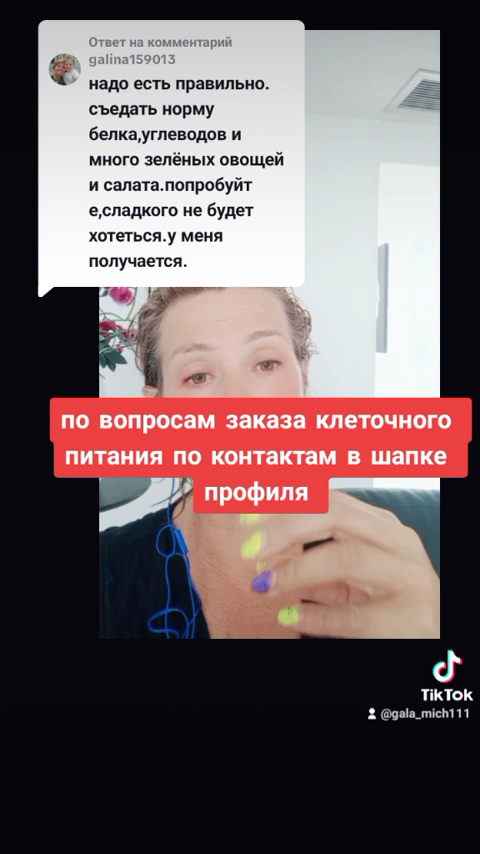 Ответ на комментарий
galina159013
надо есть правильно.
съедать норму
белка,углеводов и
много зелёных овощей
и салата.попробуйт
е,сладкого не будет
хотеться.у меня
получается.
по вопросам заказа клеточного
питания по контактам в шапке
профиля
TikTok
@gala_mich111